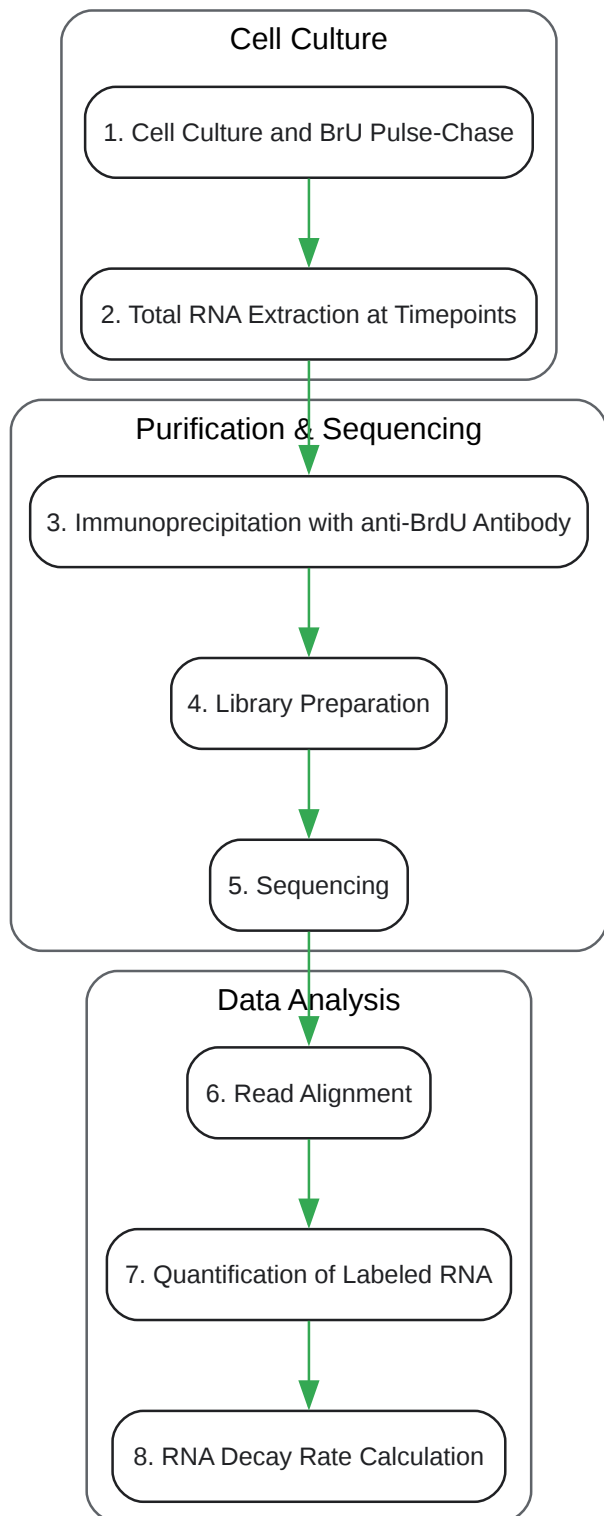 Cell Culture
1. Cell Culture and BrU Pulse-Chase
2. Total RNA Extraction at Timepoints
Purification & Sequencing
3. Immunoprecipitation with anti-BrdU Antibody
4. Library Preparation
5. Sequencing
Data Analysis
6. Read Alignment
7. Quantification of Labeled RNA
8. RNA Decay Rate Calculation